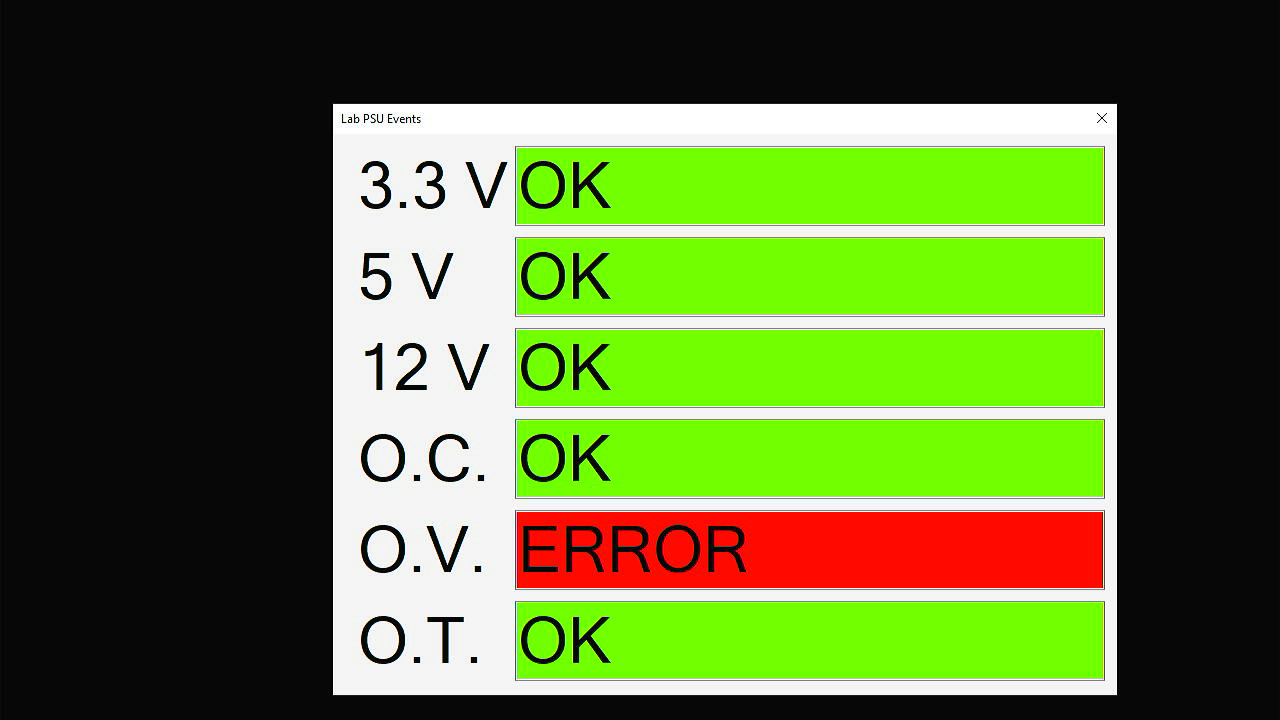 Lab PSU Events
3.3 V OK
5 V OK
12 V OK
O.C. OK
O.V. ERROR
O.T. OK